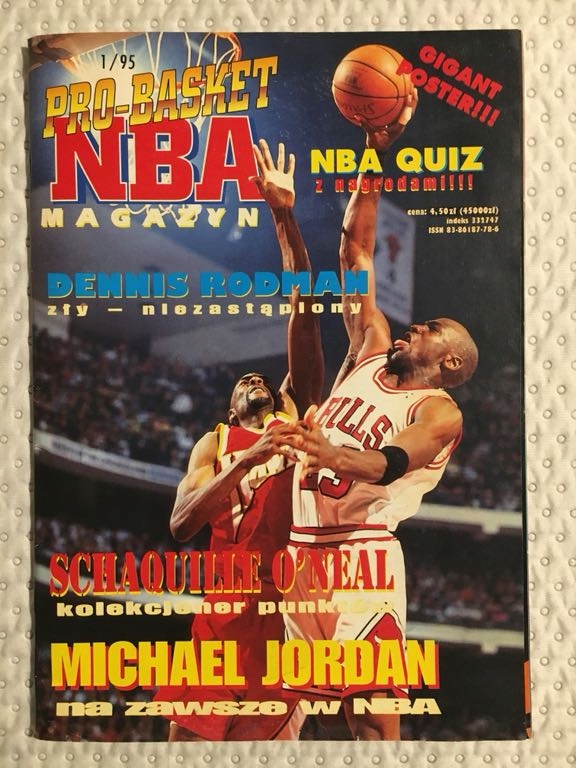 1/95
PRO-BASKET
NBA
MAGAZYN
GIGANT
POSTER!!!
NBA QUIZ
z nagrodami!!!
cena: 4,50zł (45000zł)
indeks 331747
ISSN 83-86187-78-6
DENNIS RODMAN
zły – niezastąpiony
BULLS
SCHAQUILLE O'NEAL
kolekcjoner punktów
MICHAEL JORDAN
na zawsze w NBA